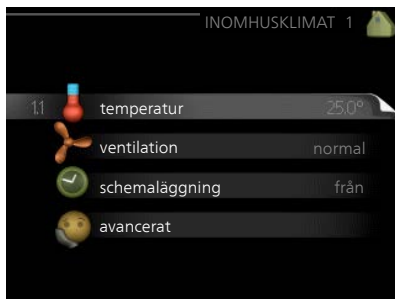 INOMHUSKLIMAT 1
1.1 temperatur 25.0°
ventilation normal
schemaläggning från
avancerat